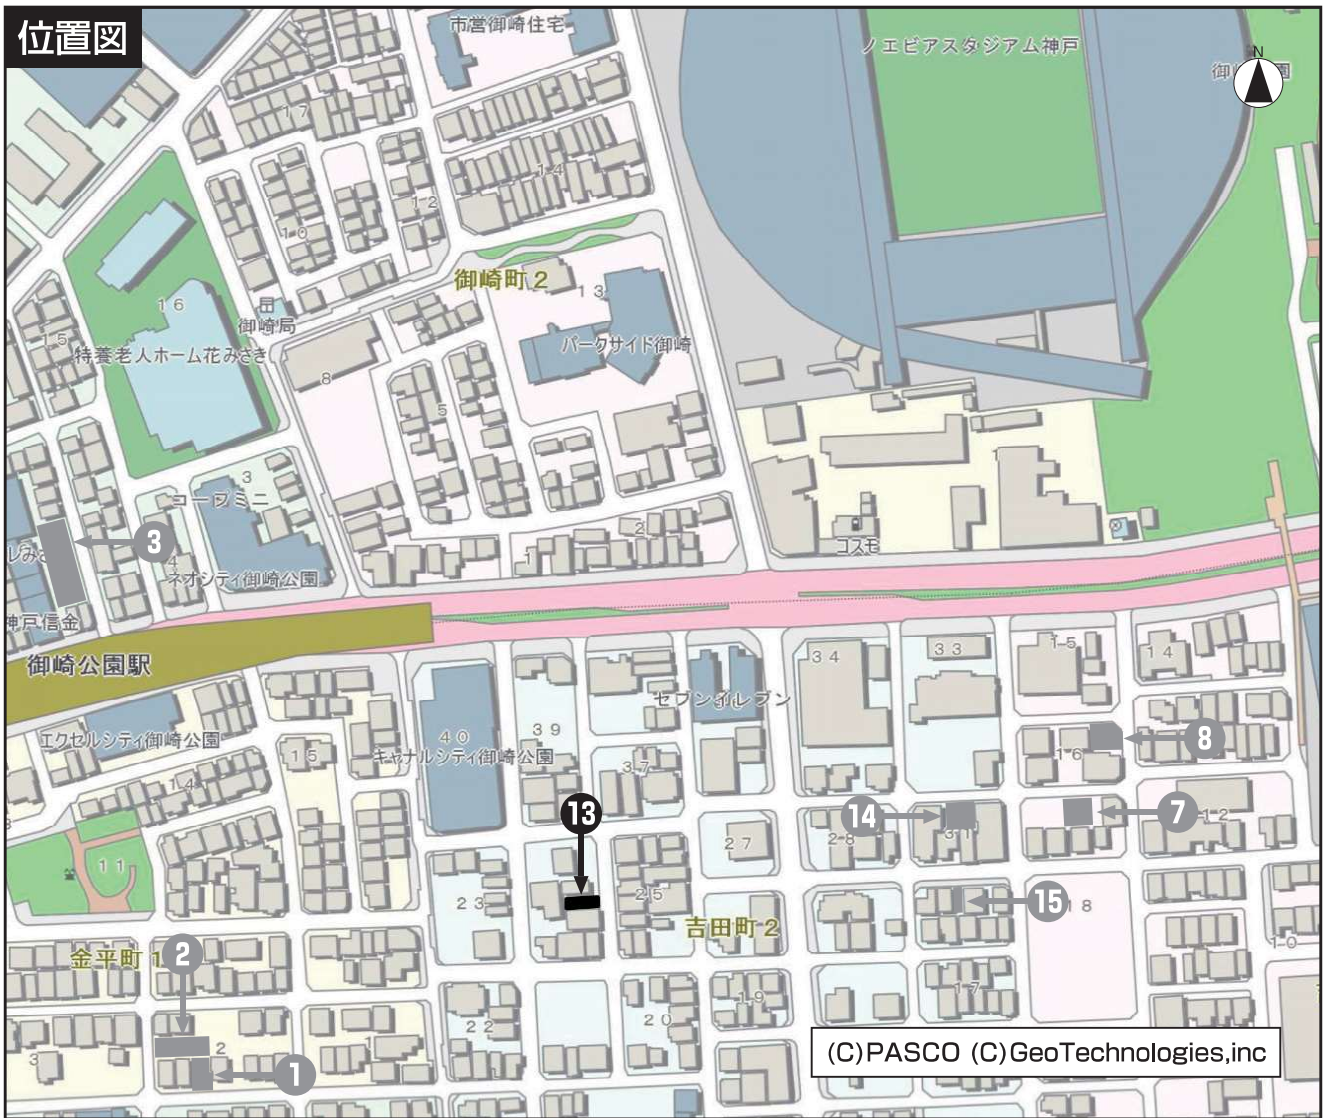 位置図
市営御崎住宅
ノエビアスタジアム神戸
N
17
14
12
10
御崎町2
16
13
御崎局
15
特養老人ホーム花みさき
パークサイド御崎
8
5
3
コープミニ
2
3
1
4
コスモ
ネオシティ御崎公園
神戸信金
御崎公園駅
34
33
15
14
セブンイレブン
エクセルシティ御崎公園
40
39
キャナルシティ御崎公園
15
16
8
37
14
13
14
28
31
7
12
27
11
23
25
15
18
吉田町2
金平町1
2
10
19
17
22
20
3
2
1
1
(C)PASCO (C)GeoTechnologies,inc